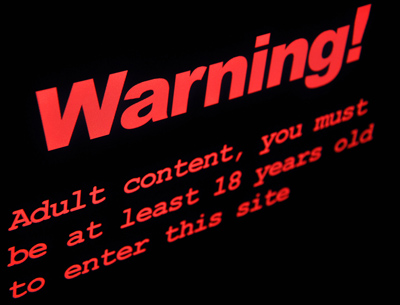 Warning!
Adult content, you must
be at least 18 years old
to enter this site